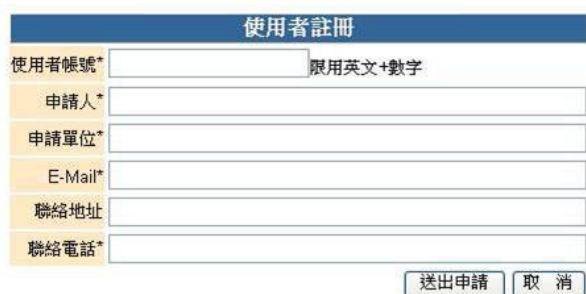 使用者註冊
使用者帳號* 限用英文+數字
申請人*
申請單位*
E-Mail*
聯絡地址
聯絡電話*
送出申請 取 消